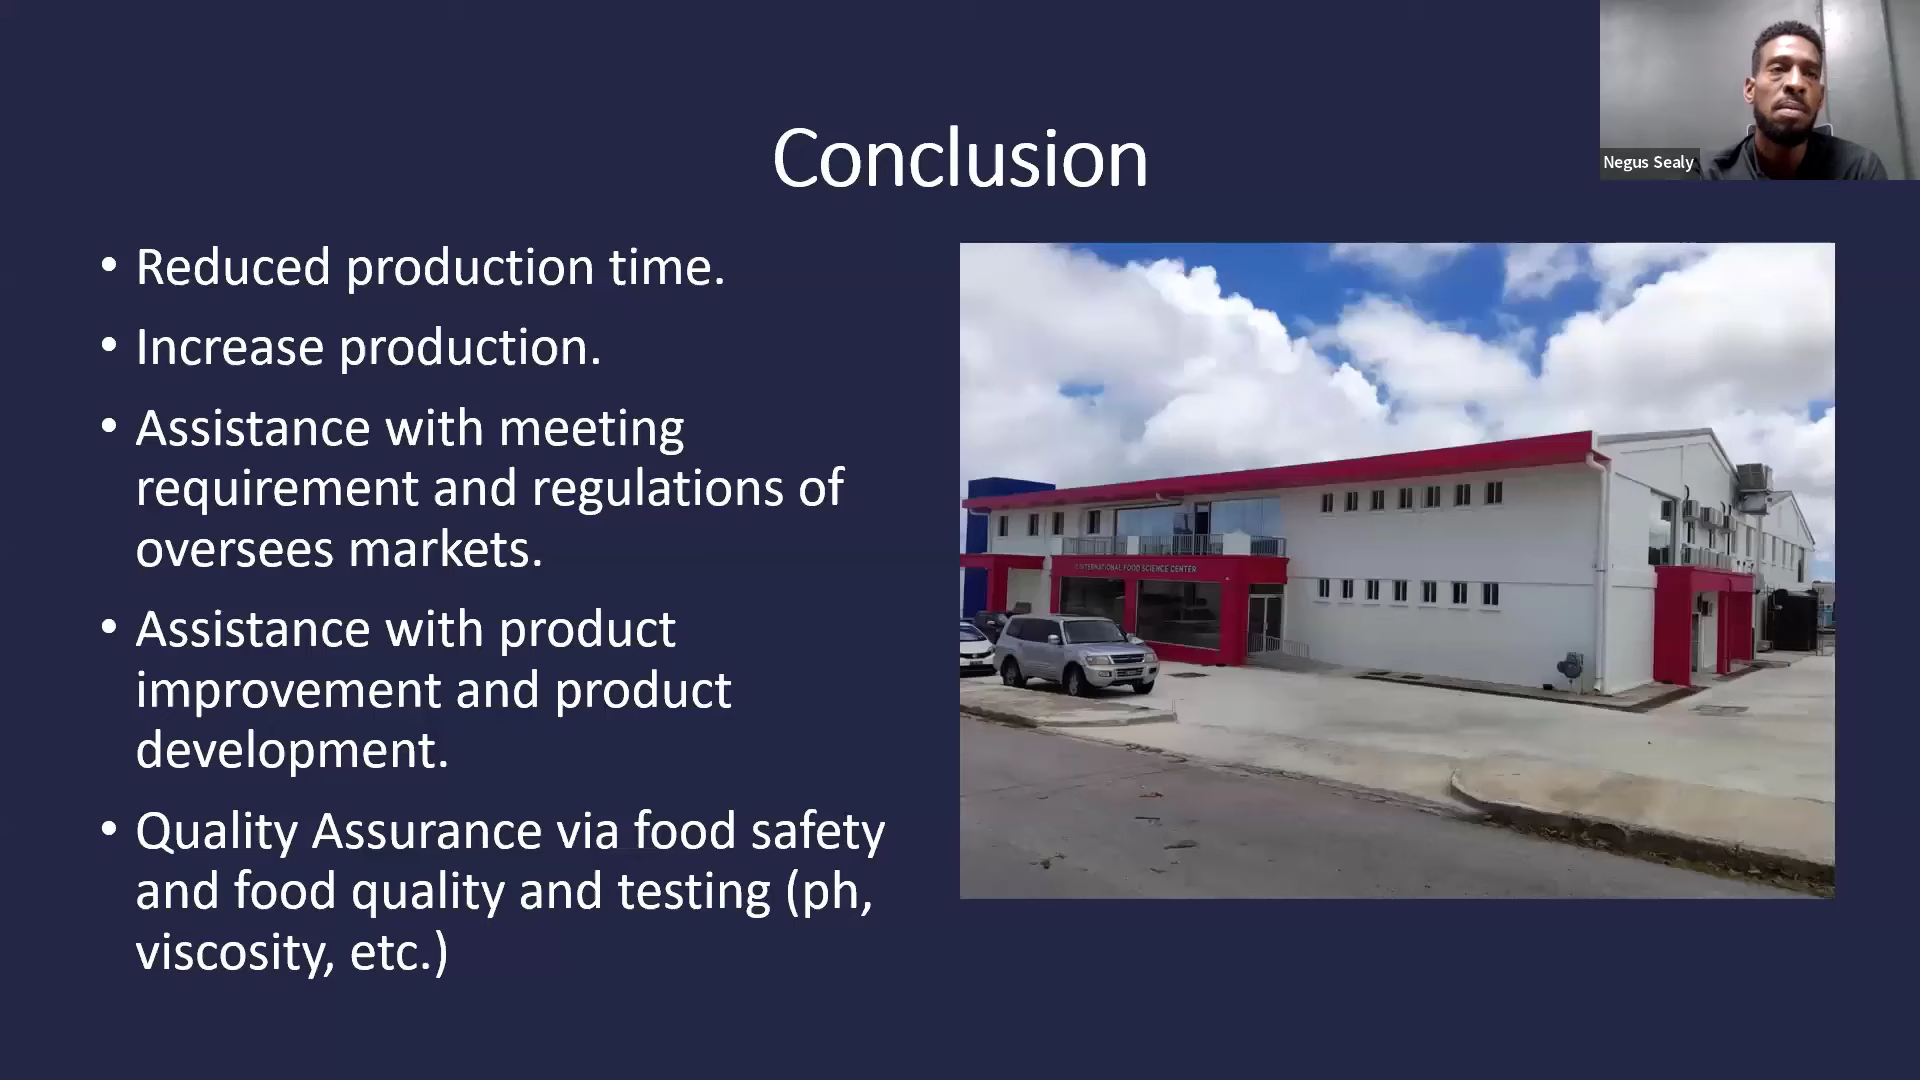 Conclusion
Negus Sealy
• Reduced production time.
• Increase production.
• Assistance with meeting
requirement and regulations of
oversees markets.
• Assistance with product
improvement and product
development.
• Quality Assurance via food safety
and food quality and testing (ph,
viscosity, etc.)
INTERNATIONAL FOOD SCIENCE CENTER